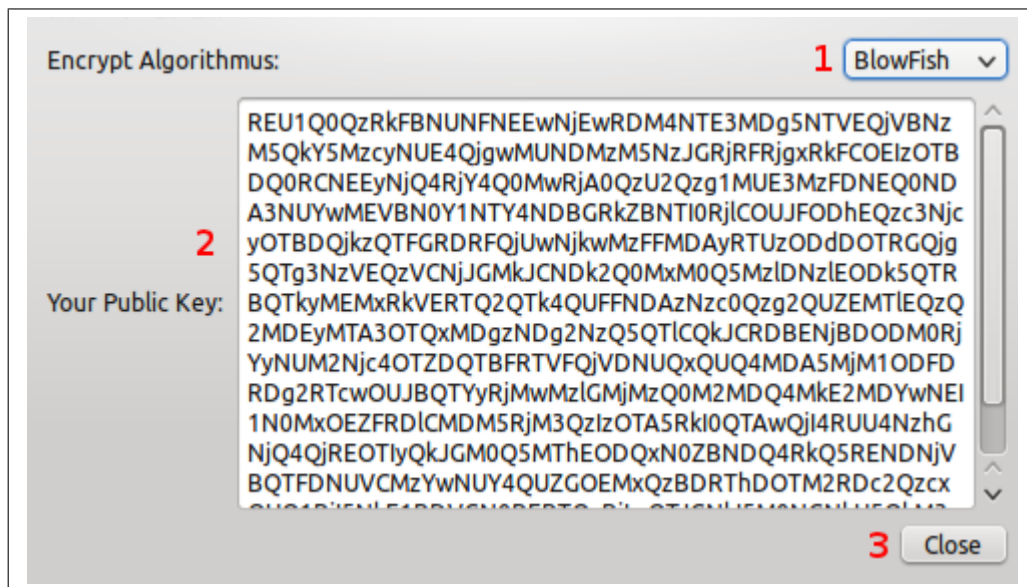 Encrypt Algorithmus:
1
BlowFish
REU1Q0QzRkFBNUNFNEEwNjEwRDM4NTE3MDg5NTVEQjVBNz
M5QkY5MzcyNUE4QjgwMUNDMzM5NzJGRjRFRjgxRkFCOEIzOTB
DQ0RCNEEyNjQ4RjY4Q0MwRjA0QzU2Qzg1MUE3MzFDNEQ0ND
A3NUYwMEVBN0Y1NTY4NDBGRkZBNTI0RjlCOUJFODhEQzc3Njc
yOTBDQjkzQTFGRDRFQjUwNjkwMzFFMDAyRTUzODdDOTRGQjg
5QTg3NzVEQzVCNjJGMkJCNDk2Q0MxM0Q5MzlDNzlEODk5QTR
BQTkyMEMxRkVERTQ2QTk4QUFFNDAzNzc0Qzg2QUZEMTlEQzQ
2MDEyMTA3OTQxMDgzNDg2NzQ5QTlCQkJCRDBENjBDODM0Rj
YyNUM2Njc4OTZDQTBFRTVFQjVDNUQxQUQ4MDA5MjM1ODFD
RDg2RTcwOUJBQTYyRjMwMzlGMjMzQ0M2MDQ4MkE2MDYwNEI
1N0MxOEZFRDlCMDM5RjM3QzIzOTA5RkI0QTAwQjI4RUU4NzhG
NjQ4QjREOTIyQkJGM0Q5MThEODQxN0ZBNDQ4RkQ5RENDNjV
BQTFDNUVCMzYwNUY4QUZGOEMxQzBDRThDOTM2RDc2Qzcx
2
Your Public Key:
3
Close